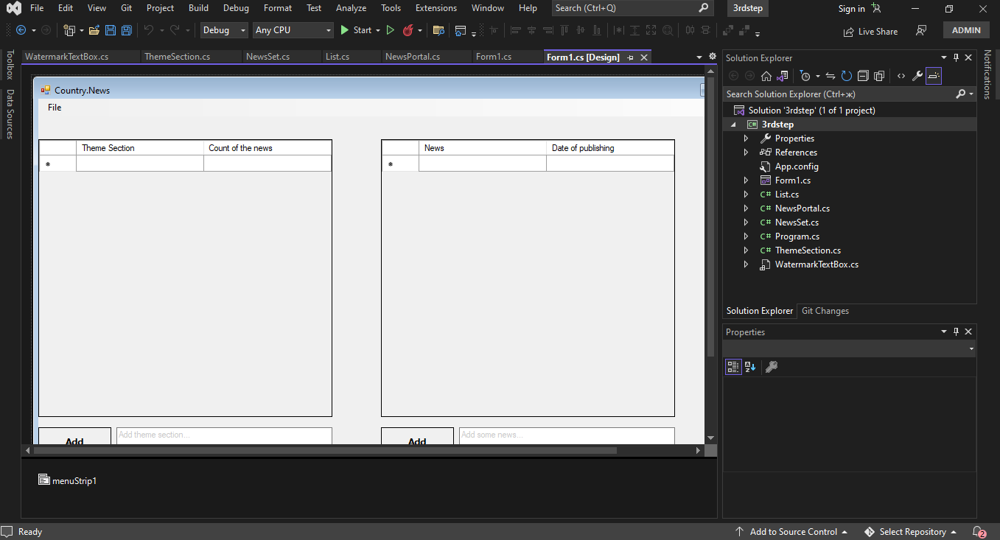 File Edit View Git Project Build Debug Format Test Analyze Tools Extensions Window Help Search (Ctrl+Q) 3rdstep Sign in
Debug Any CPU Start Live Share ADMIN
Toolbox
Data Sources
WatermarkTextBox.cs ThemeSection.cs NewsSet.cs List.cs NewsPortal.cs Form1.cs Form1.cs [Design]
Country.News
File
Theme Section Count of the news
News Date of publishing
Add Add theme section...
Add Add some news...
menuStrip1
Solution Explorer
Search Solution Explorer (Ctrl+ж)
Solution '3rdstep' (1 of 1 project)
3rdstep
Properties
References
App.config
Form1.cs
List.cs
NewsPortal.cs
NewsSet.cs
Program.cs
ThemeSection.cs
WatermarkTextBox.cs
Solution Explorer Git Changes
Properties
Notifications
Ready Add to Source Control Select Repository 2